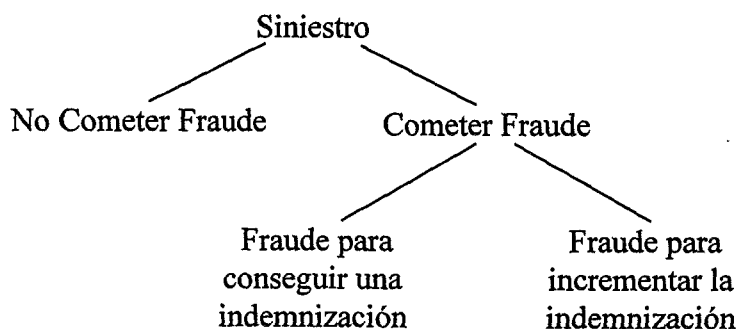 Siniestro
No Cometer Fraude
Cometer Fraude
Fraude para
conseguir una
indemnización
Fraude para
incrementar la
indemnización